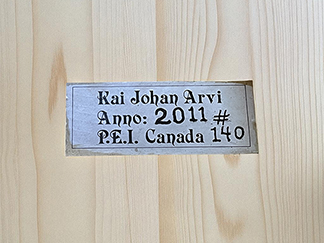 Kai Johan Arvi
Anno: 2011 #
P.E.I. Canada 140